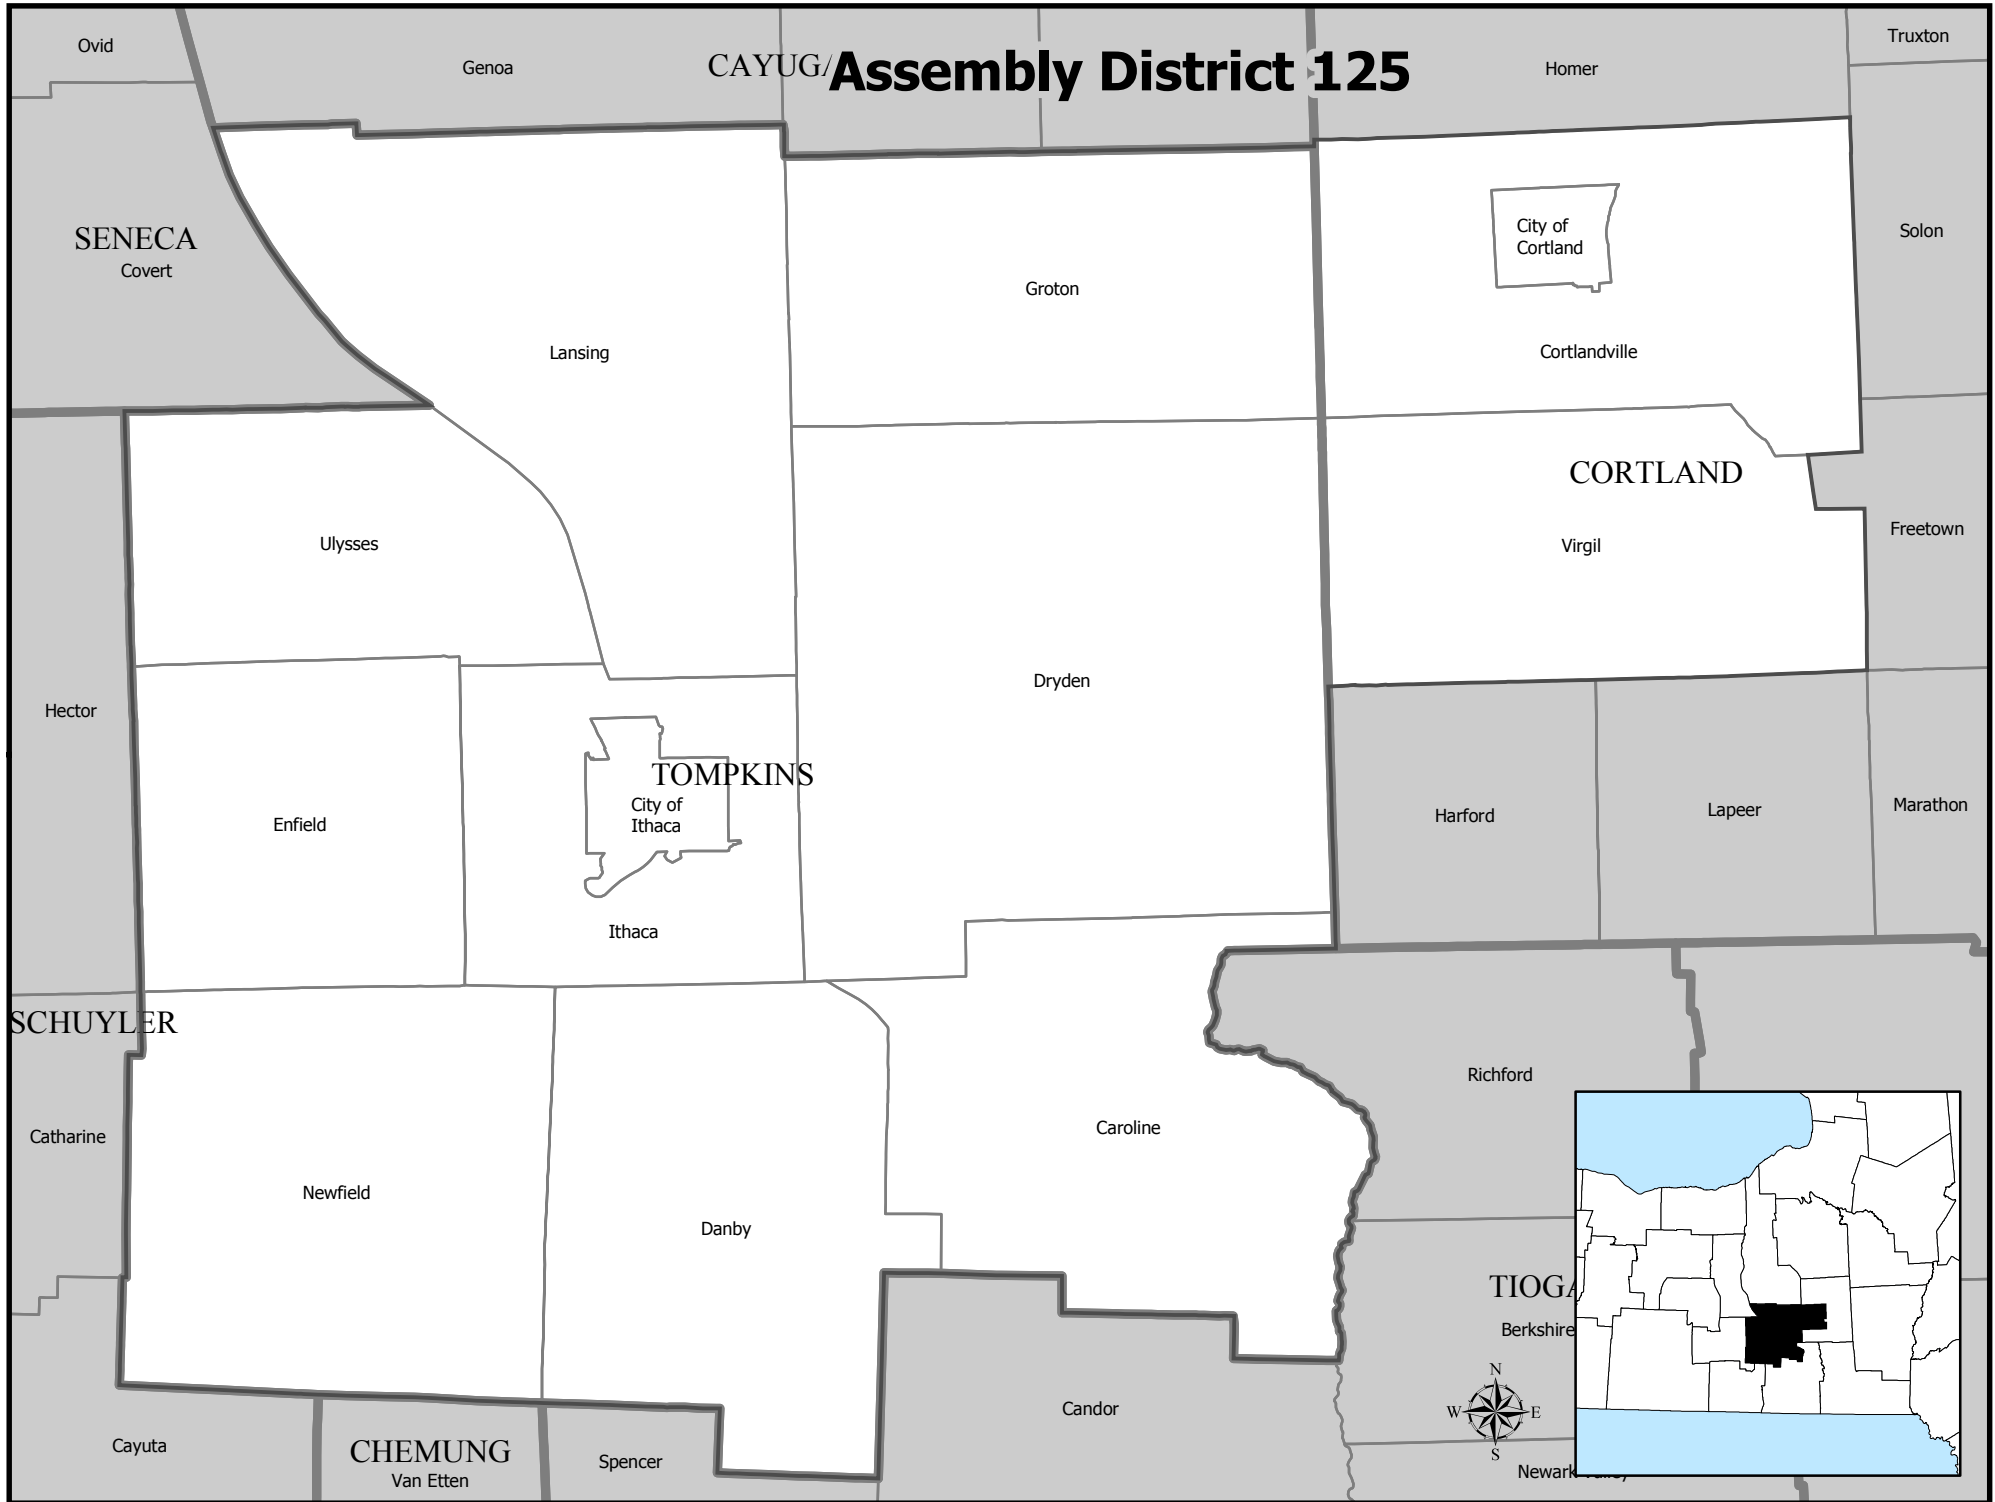 Ovid
Genoa
CAYUG
Assembly District 125
Homer
Truxton
SENECA
Covert
City of
Cortland
Solon
Groton
Lansing
Cortlandville
CORTLAND
Ulysses
Virgil
Freetown
Hector
Dryden
TOMPKINS
City of
Ithaca
Enfield
Harford
Lapeer
Marathon
Ithaca
SCHUYLER
Richford
Catharine
Caroline
Newfield
Danby
TIOGA
Berkshire
N
W
E
S
Candor
Cayuta
CHEMUNG
Van Etten
Spencer
Newark